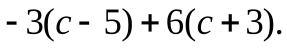 - 3(c - 5) + 6(c + 3).